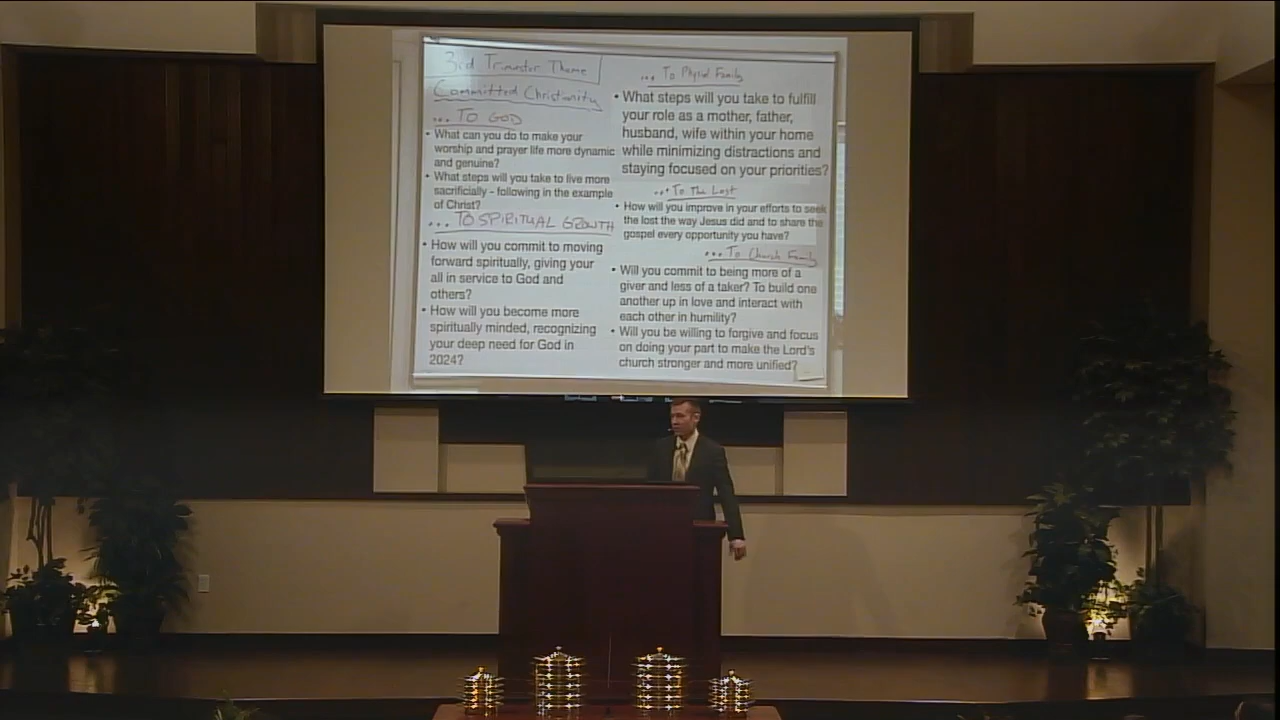 3rd Trimester Theme
Committed Christianity
... TO GOD
• What can you do to make your
worship and prayer life more dynamic
and genuine?
• What steps will you take to live more
sacrificially - following in the example
of Christ?
... TO SPIRITUAL GROWTH
• How will you commit to moving
forward spiritually, giving your
all in service to God and
others?
• How will you become more
spiritually minded, recognizing
your deep need for God in
2024?
... To Physical Family
• What steps will you take to fulfill
your role as a mother, father,
husband, wife within your home
while minimizing distractions and
staying focused on your priorities?
... To The Lost
• How will you improve in your efforts to seek
the lost the way Jesus did and to share the
gospel every opportunity you have?
... To Church Family
• Will you commit to being more of a
giver and less of a taker? To build one
another up in love and interact with
each other in humility?
• Will you be willing to forgive and focus
on doing your part to make the Lord's
church stronger and more unified?